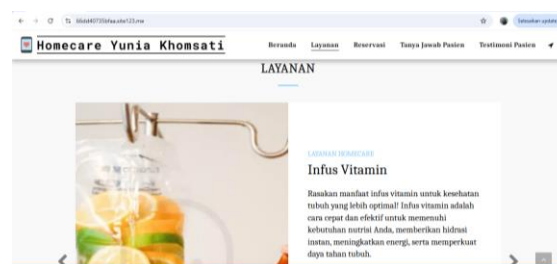 Homecare Yunia Khomsati
Beranda Layanan Reservasi Tanya Jawab Pasien Testimoni Pasien
LAYANAN
LAYANAN HOMECARE
Infus Vitamin
Rasakan manfaat infus vitamin untuk kesehatan
tubuh yang lebih optimal! Infus vitamin adalah
cara cepat dan efektif untuk memenuhi
kebutuhan nutrisi Anda, memberikan hidrasi
instan, meningkatkan energi, serta memperkuat
daya tahan tubuh.